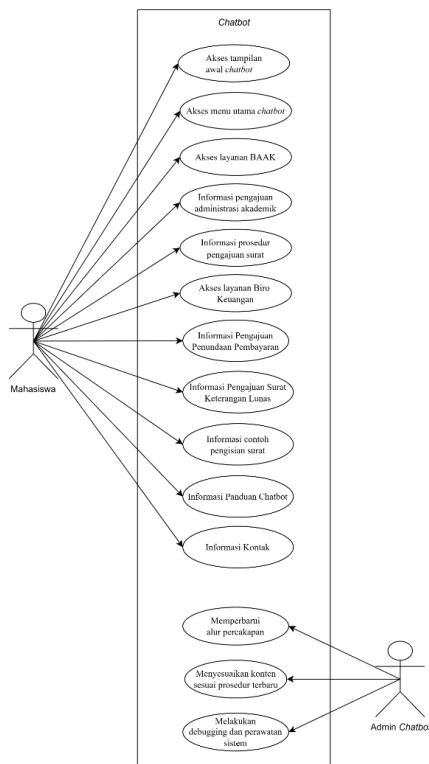 Chatbot
Akses tampilan
awal chatbot
Akses menu utama chatbot
Akses layanan BAAK
Informasi pengajuan
administrasi akademik
Informasi prosedur
pengajuan surat
Akses layanan Biro
Keuangan
Informasi Pengajuan
Penundaan Pembayaran
Mahasiswa
Informasi Pengajuan Surat
Keterangan Lunas
Informasi contoh
pengisian surat
Informasi Panduan Chatbot
Informasi Kontak
Memperbarui
alur percakapan
Menyesuaikan konten
sesuai prosedur terbaru
Admin Chatbo
Melakukan
debugging dan perawatan
sistem